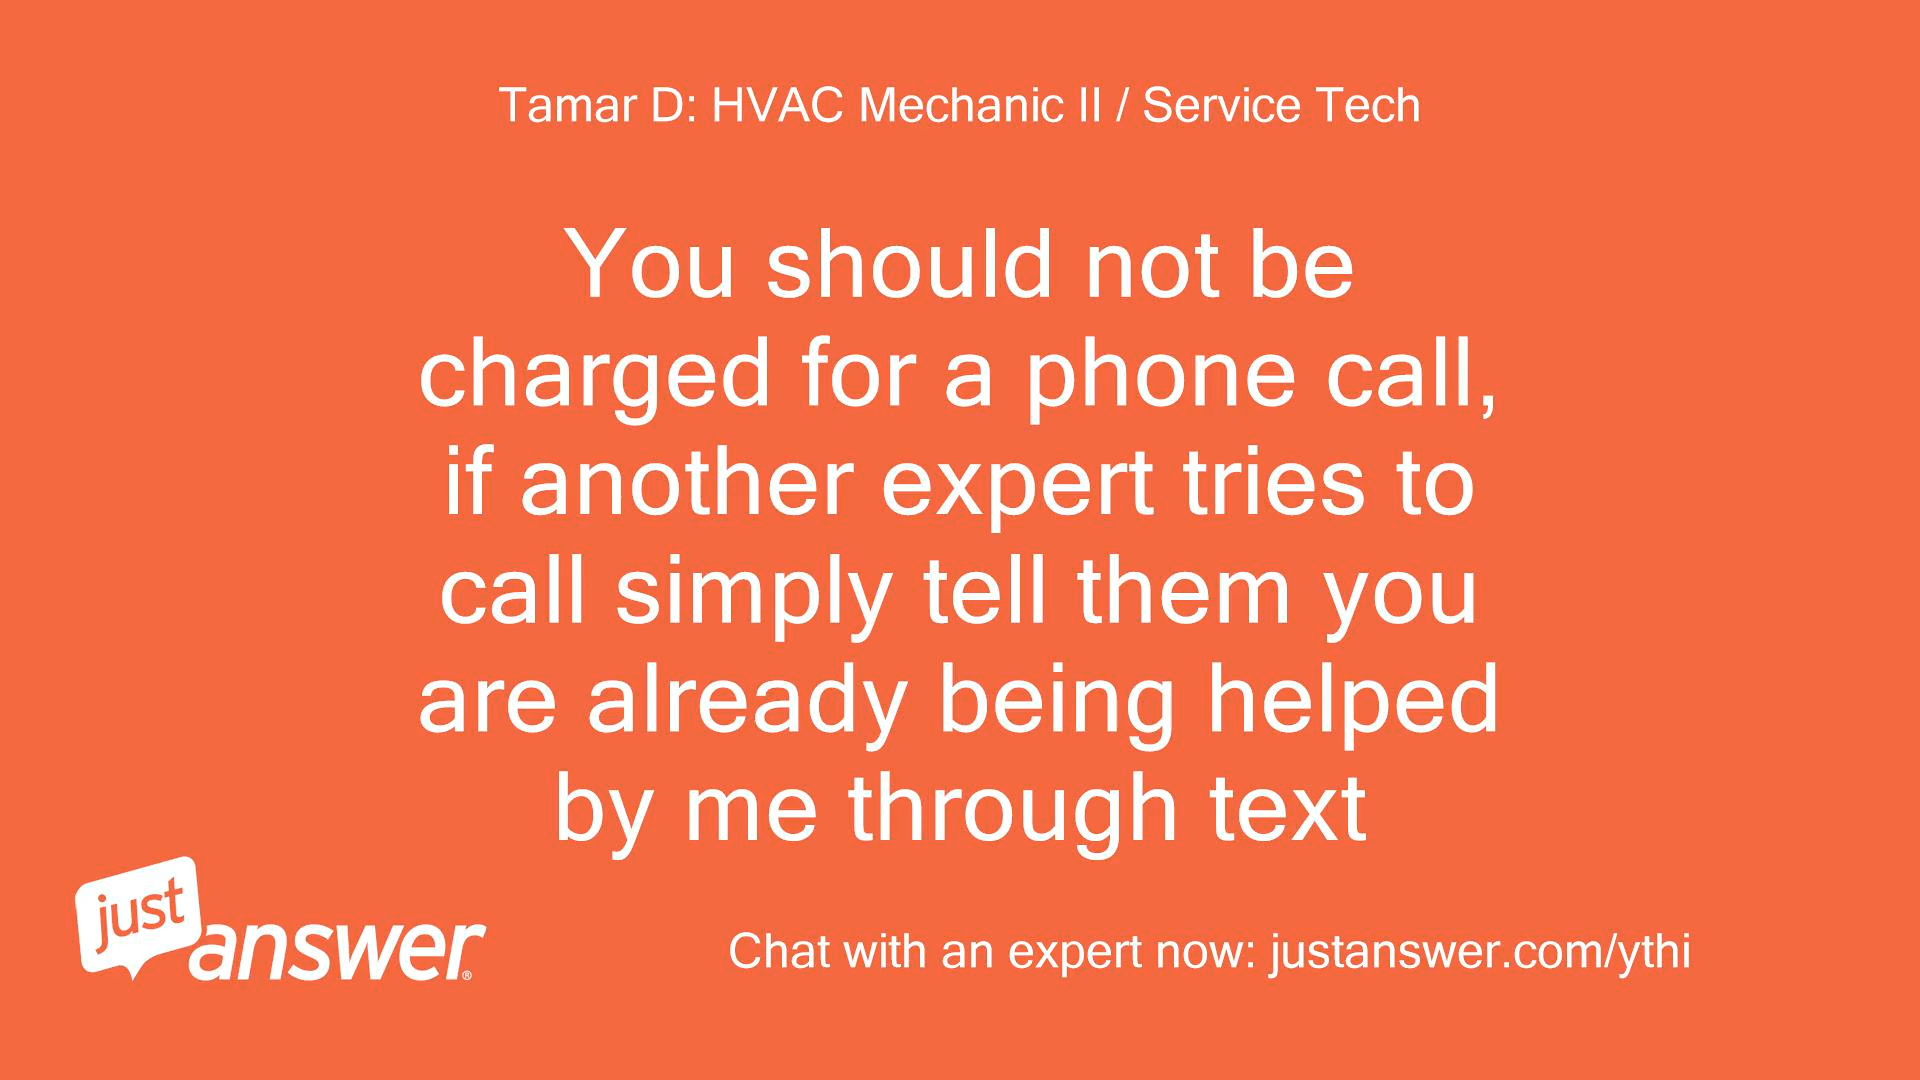 Tamar D: HVAC Mechanic II / Service Tech
You should not be
charged for a phone call,
if another expert tries to
call simply tell them you
are already being helped
by me through text
just
answer®
Chat with an expert now: justanswer.com/ythi